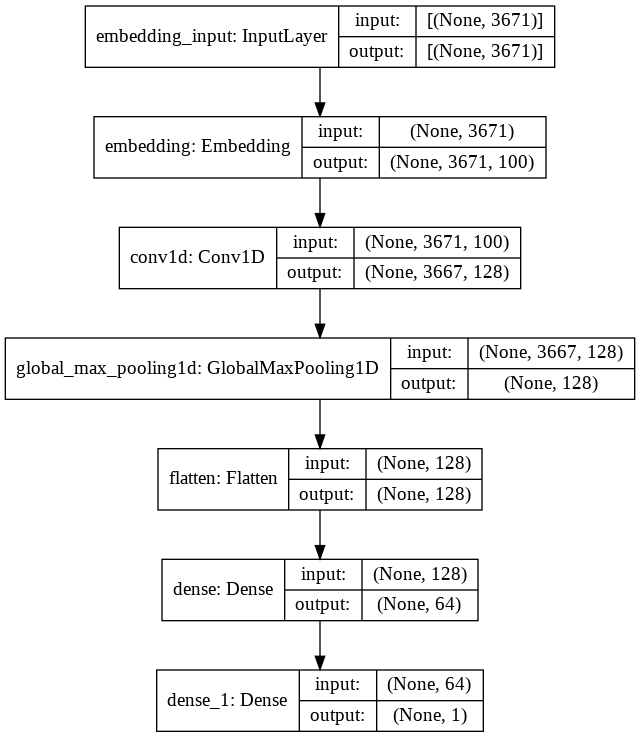 embedding_input: InputLayer
input: [(None, 3671)]
output: [(None, 3671)]
embedding: Embedding
input: (None, 3671)
output: (None, 3671, 100)
conv1d: Conv1D
input: (None, 3671, 100)
output: (None, 3667, 128)
global_max_pooling1d: GlobalMaxPooling1D
input: (None, 3667, 128)
output: (None, 128)
flatten: Flatten
input: (None, 128)
output: (None, 128)
dense: Dense
input: (None, 128)
output: (None, 64)
dense_1: Dense
input: (None, 64)
output: (None, 1)